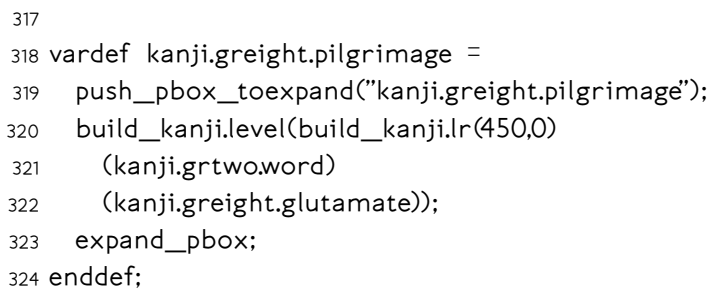 317
318 vardef kanji.greight.pilgrimage =
319 push_pbox_toexpand("kanji.greight.pilgrimage");
320 build_kanji.level(build_kanji.lr(450,0)
321 (kanji.grtwo.word)
322 (kanji.greight.glutamate));
323 expand_pbox;
324 enddef;